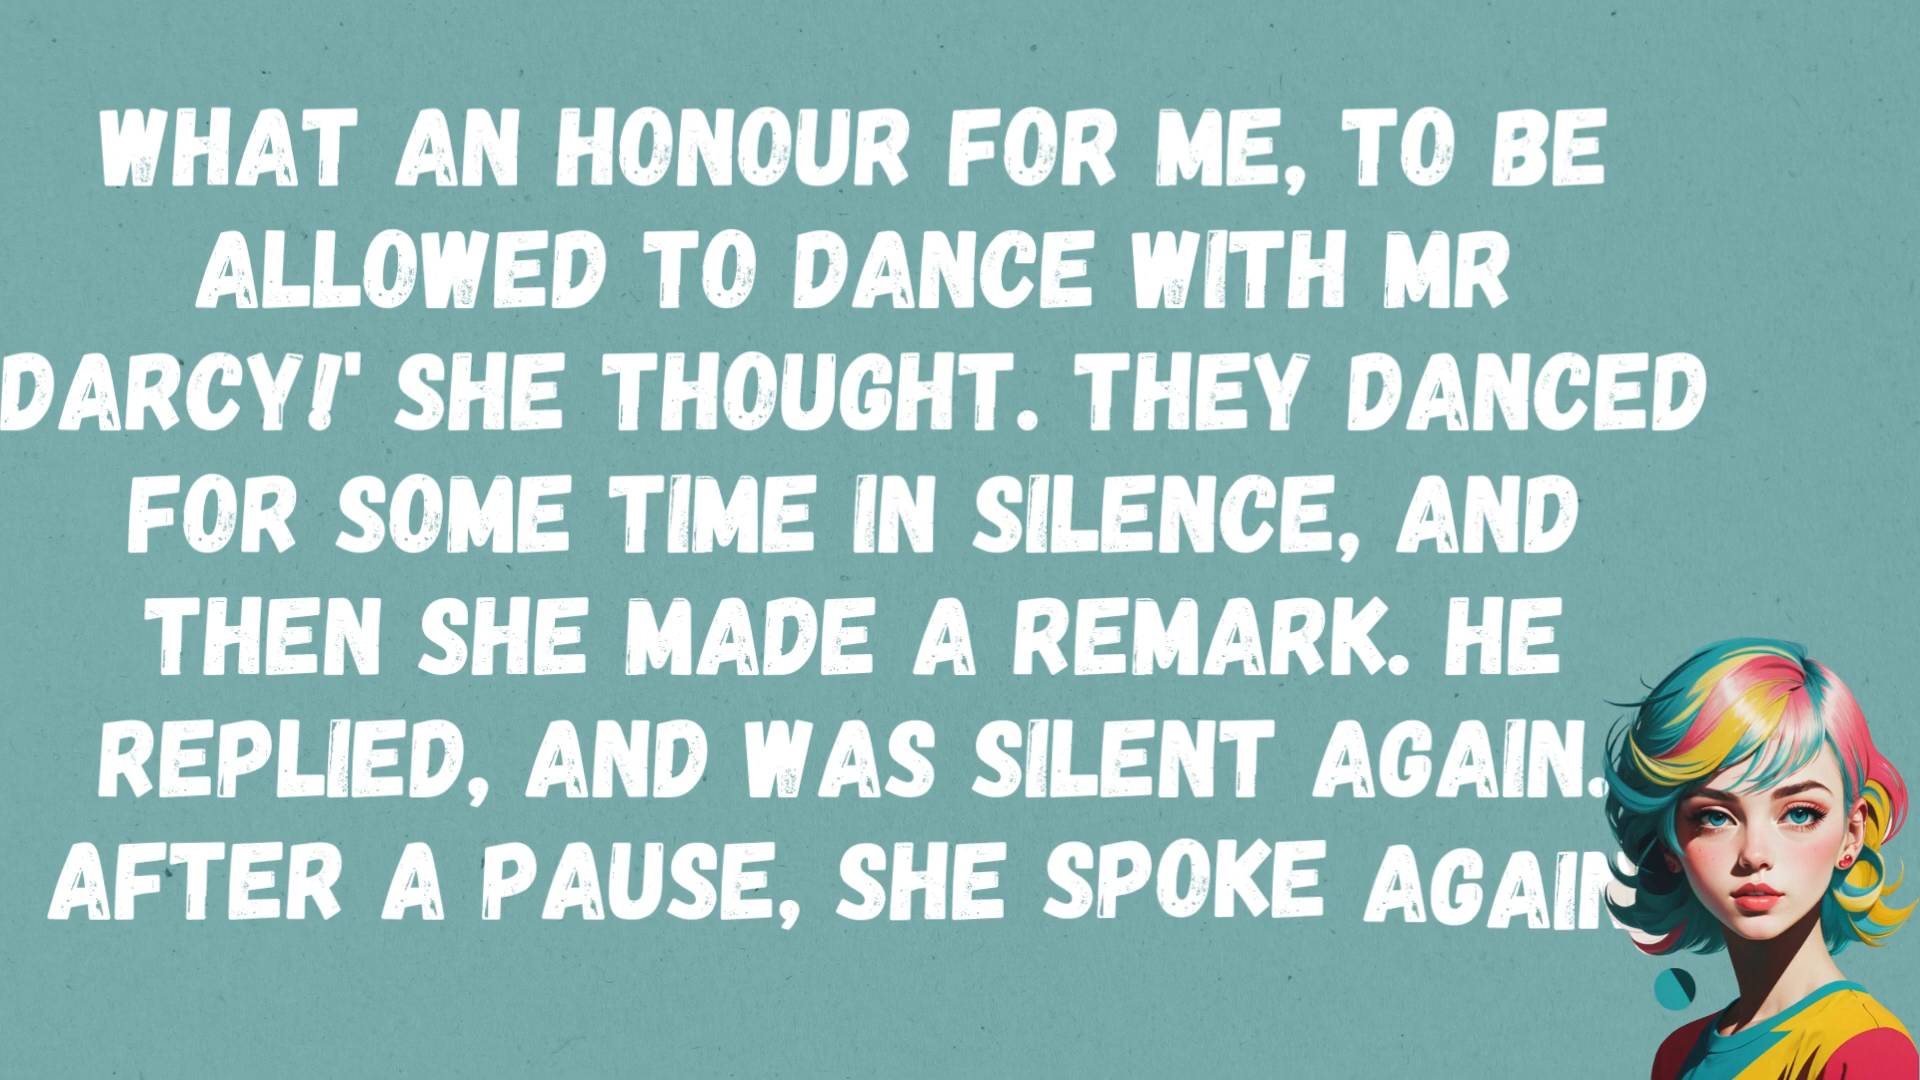 WHAT AN HONOUR FOR ME, TO BE
ALLOWED TO DANCE WITH MR
DARCY!' SHE THOUGHT. THEY DANCED
FOR SOME TIME IN SILENCE, AND
THEN SHE MADE A REMARK. HE
REPLIED, AND WAS SILENT AGAIN.
AFTER A PAUSE, SHE SPOKE AGAIN